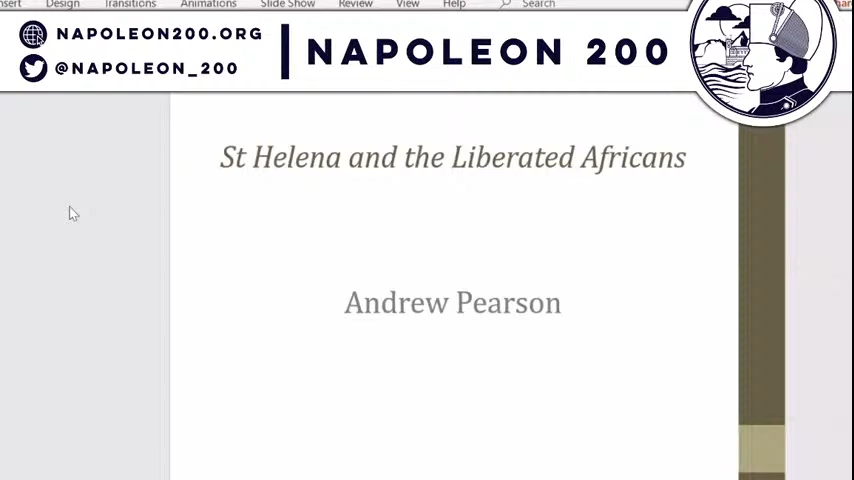 Design Transitions Animations Slide Show Review View Help Search
NAPOLEON200.ORG
@NAPOLEON_200
NAPOLEON 200
St Helena and the Liberated Africans
Andrew Pearson